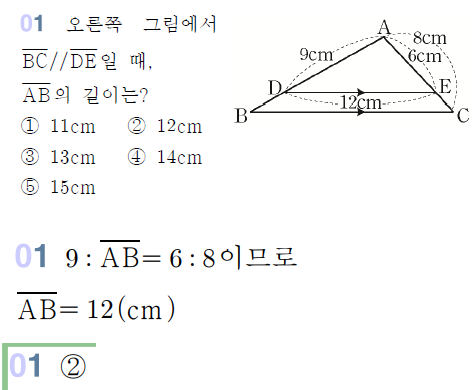 01 오른쪽 그림에서
BC//DE일 때,
AB의 길이는?
① 11cm ② 12cm
③ 13cm ④ 14cm
⑤ 15cm
A
8cm
9cm
6cm
D
E
12cm
B
C
01 9 : AB= 6 : 8이므로
AB= 12(cm)
01 ②